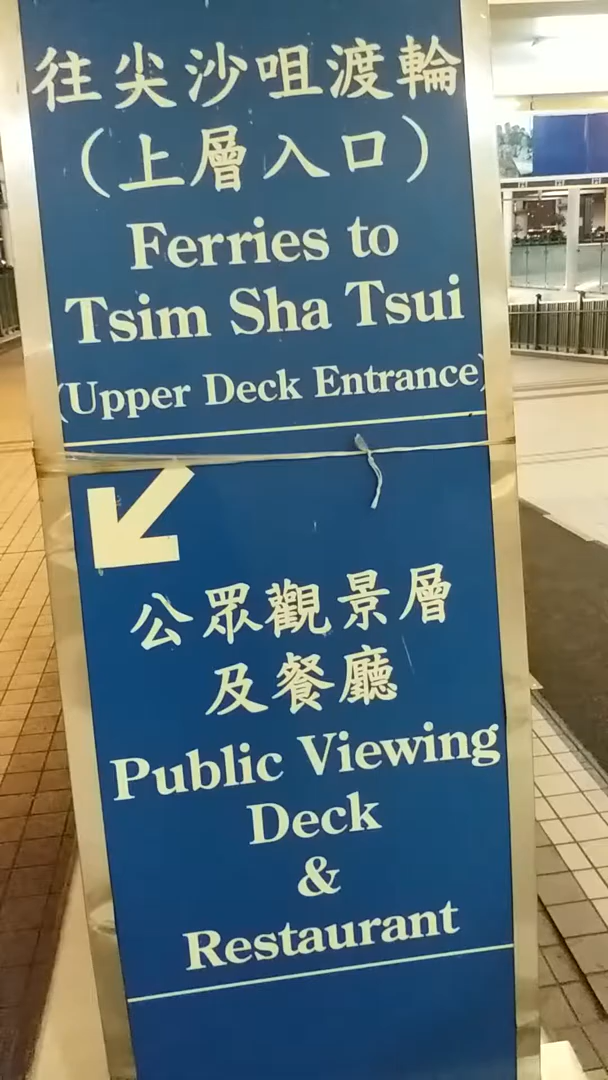 往尖沙咀渡輪
（上層入口）
Ferries to
Tsim Sha Tsui
(Upper Deck Entrance)
公眾觀景層
及餐廳
Public Viewing
Deck
&
Restaurant